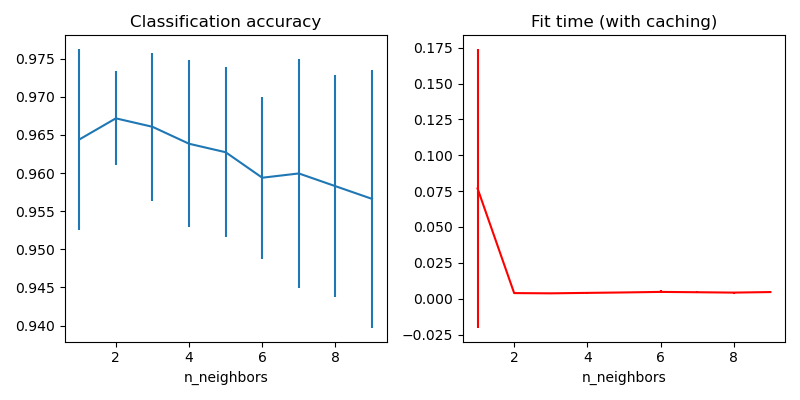 Classification accuracy
0.975
0.970
0.965
0.960
0.955
0.950
0.945
0.940
2 4 6 8
n_neighbors
Fit time (with caching)
0.175
0.150
0.125
0.100
0.075
0.050
0.025
0.000
−0.025
2 4 6 8
n_neighbors